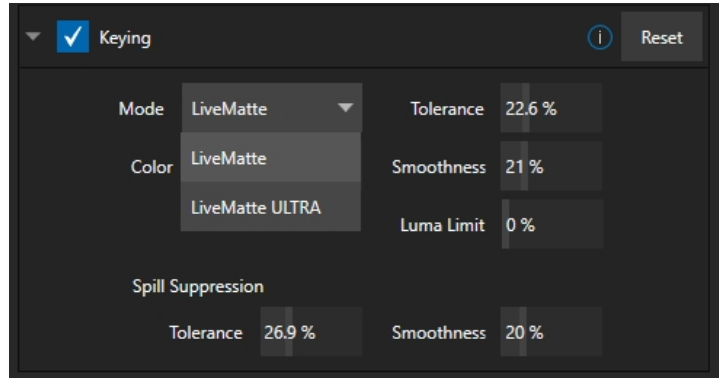 Keying
Reset
Mode LiveMatte Tolerance 22.6 %
Color LiveMatte Smoothness 21 %
LiveMatte ULTRA
Luma Limit 0 %
Spill Suppression
Tolerance 26.9 % Smoothness 20 %